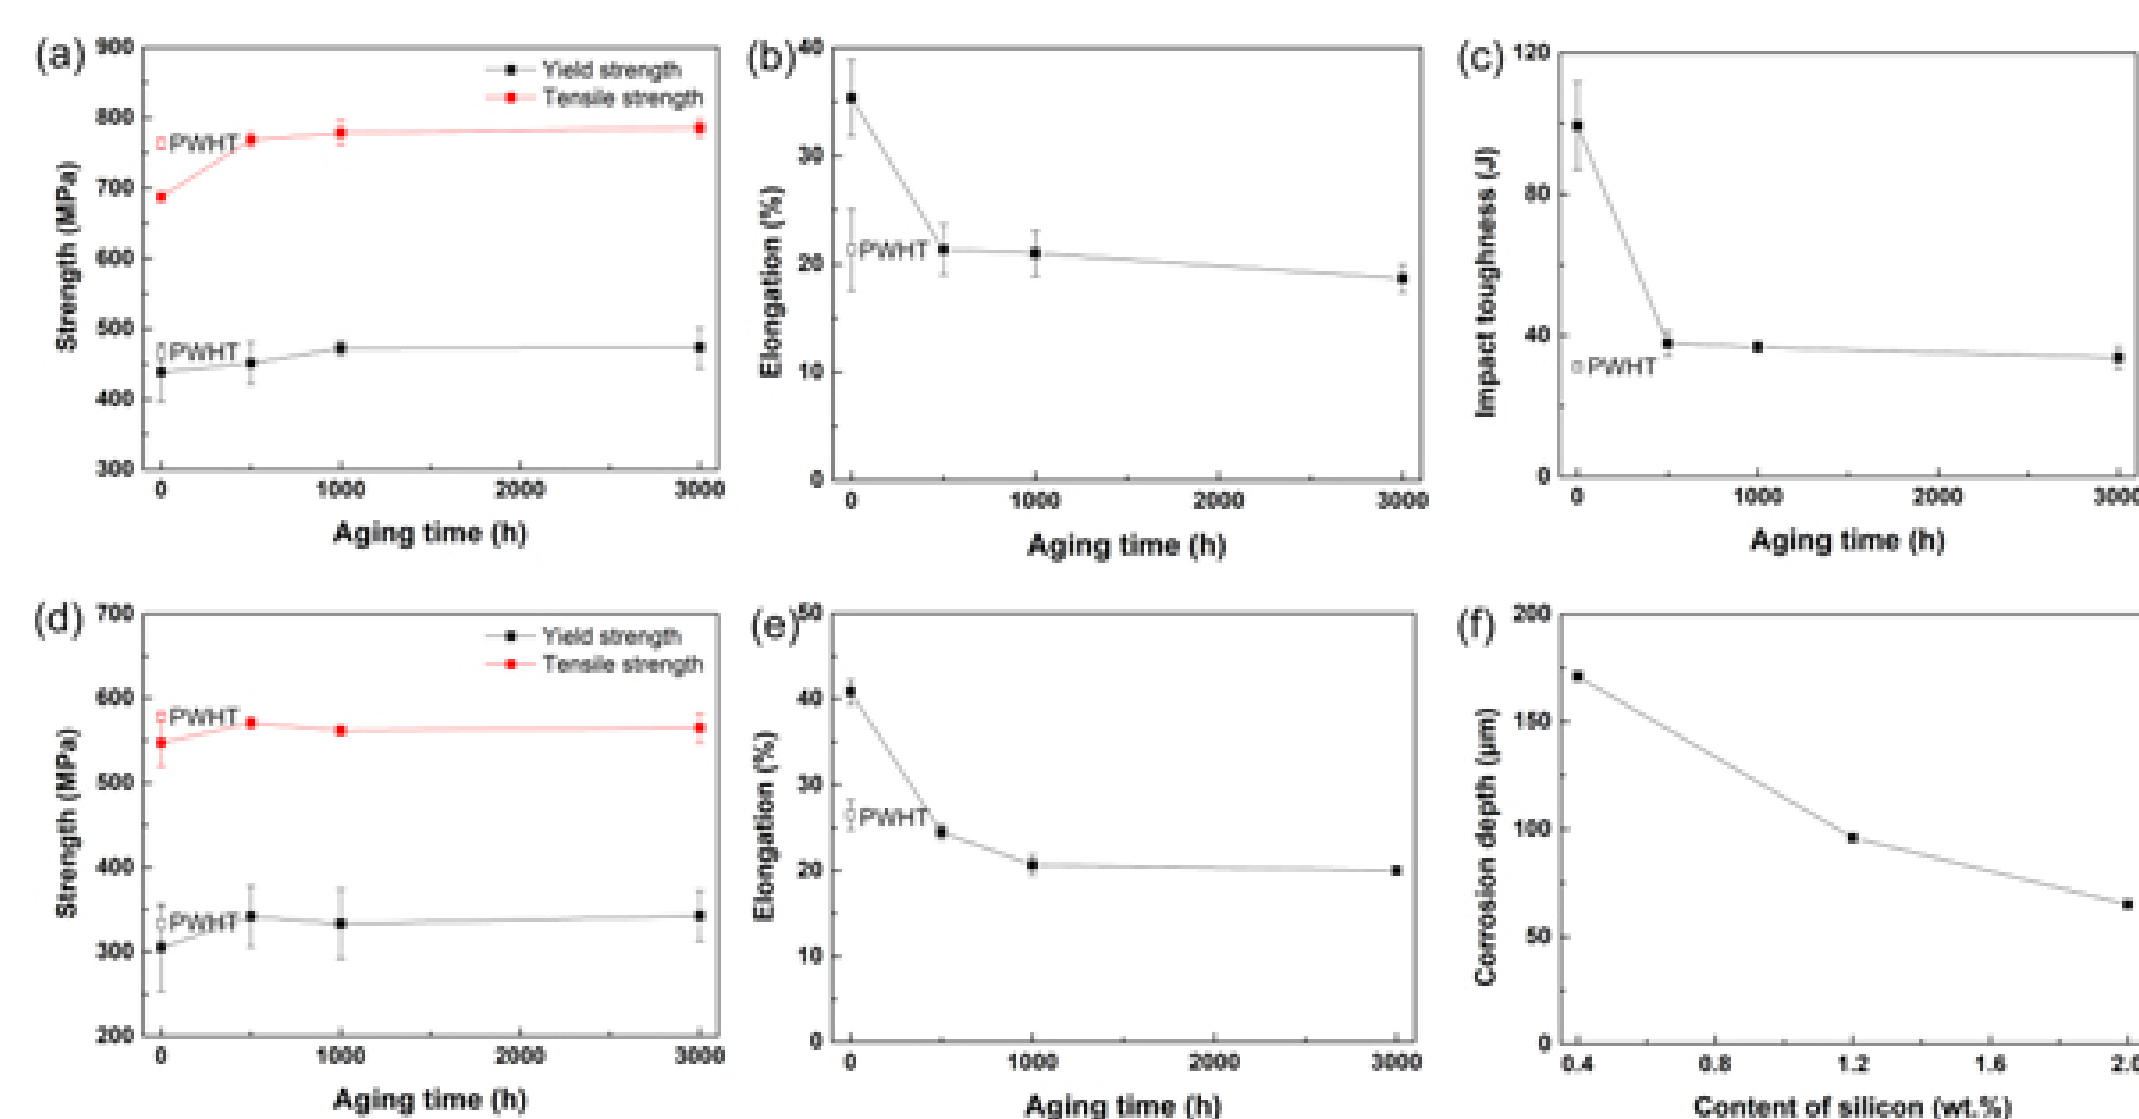 (a)
900
800
700
600
500
400
300
Strength (MPa)
Yield strength
Tensile strength
PWHT
PWHT
0 1000 2000 3000
Aging time (h)
(b)
40
30
20
10
0
Elongation (%)
PWHT
0 1000 2000 3000
Aging time (h)
(c)
120
80
40
0
Impact toughness (J)
PWHT
0 1000 2000 3000
Aging time (h)
(d)
700
600
500
400
300
200
Strength (MPa)
Yield strength
Tensile strength
PWHT
PWHT
0 1000 2000 3000
Aging time (h)
(e)
50
40
30
20
10
0
Elongation (%)
PWHT
0 1000 2000 3000
Aging time (h)
(f)
200
150
100
50
0
Corrosion depth (μm)
0.4 0.8 1.2 1.6 2.0
Content of silicon (wt.%)